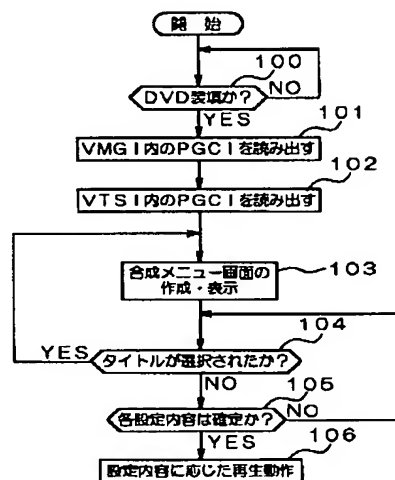 開始
100
DVD装填か?
NO
YES
101
VMGI内のPGCIを読み出す
102
VTSI内のPGCIを読み出す
合成メニュー画面の
作成・表示
103
104
YES
タイトルが選択されたか?
NO
105
各設定内容は確定か?
NO
YES
106
設定内容に応じた再生動作